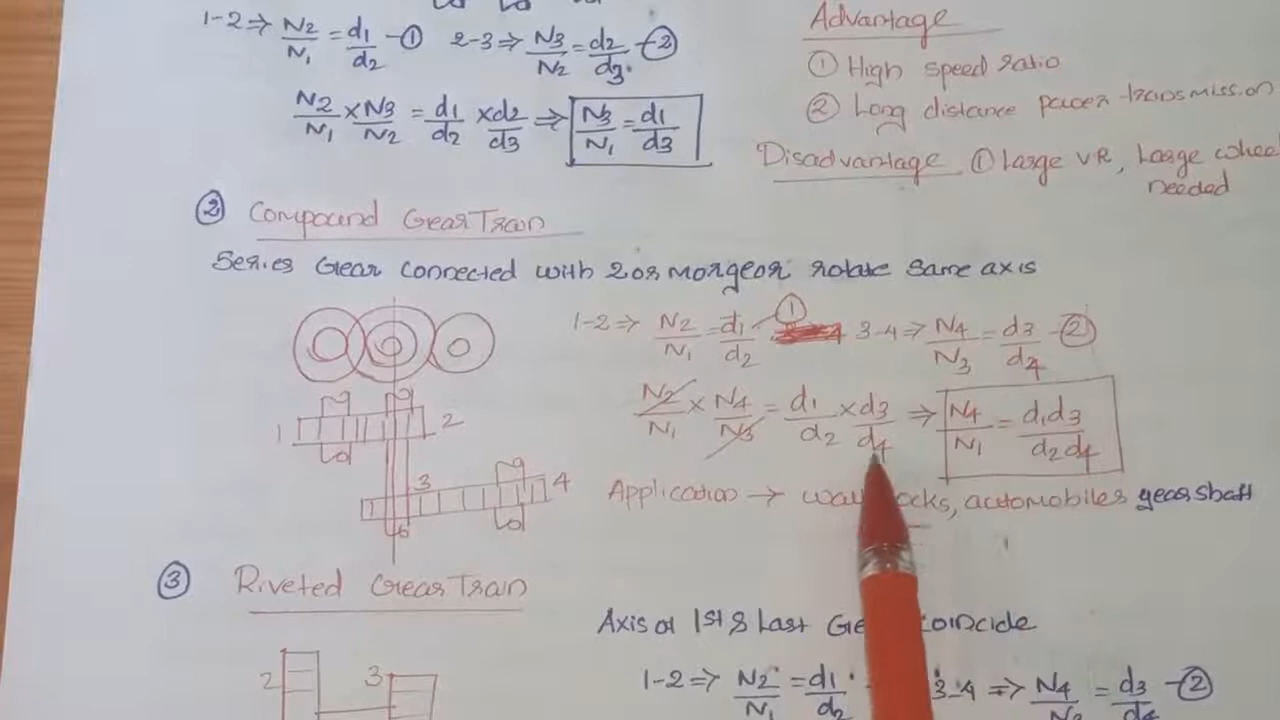 1-2⇒ N2/N1 = d1/d2 -① 2-3⇒ N3/N2 = d2/d3 -②
N2/N1 × N3/N2 = d1/d2 × d2/d3 ⇒ N3/N1 = d1/d3
Advantage
① High speed ratio
② Long distance power transmission
Disadvantage ① Large VR, Large whee
needed
② Compound Gear Train
Series Gear connected with 2 or morgeor rotate same axis
1-2⇒ N2/N1 = d1/d2 -① 3-4⇒ N4/N3 = d3/d4 -②
N2/N1 × N4/N3 = d1/d2 × d3/d4 ⇒ N4/N1 = d1d3/d2d4
1 2
3 4
Application → automobiles gear shaft
③ Riveted Gear Train
Axis of 1st & Last coincide
2 3
1-2⇒ N2/N1 = d1/d2 3-4 ⇒ N4 = d3 -②